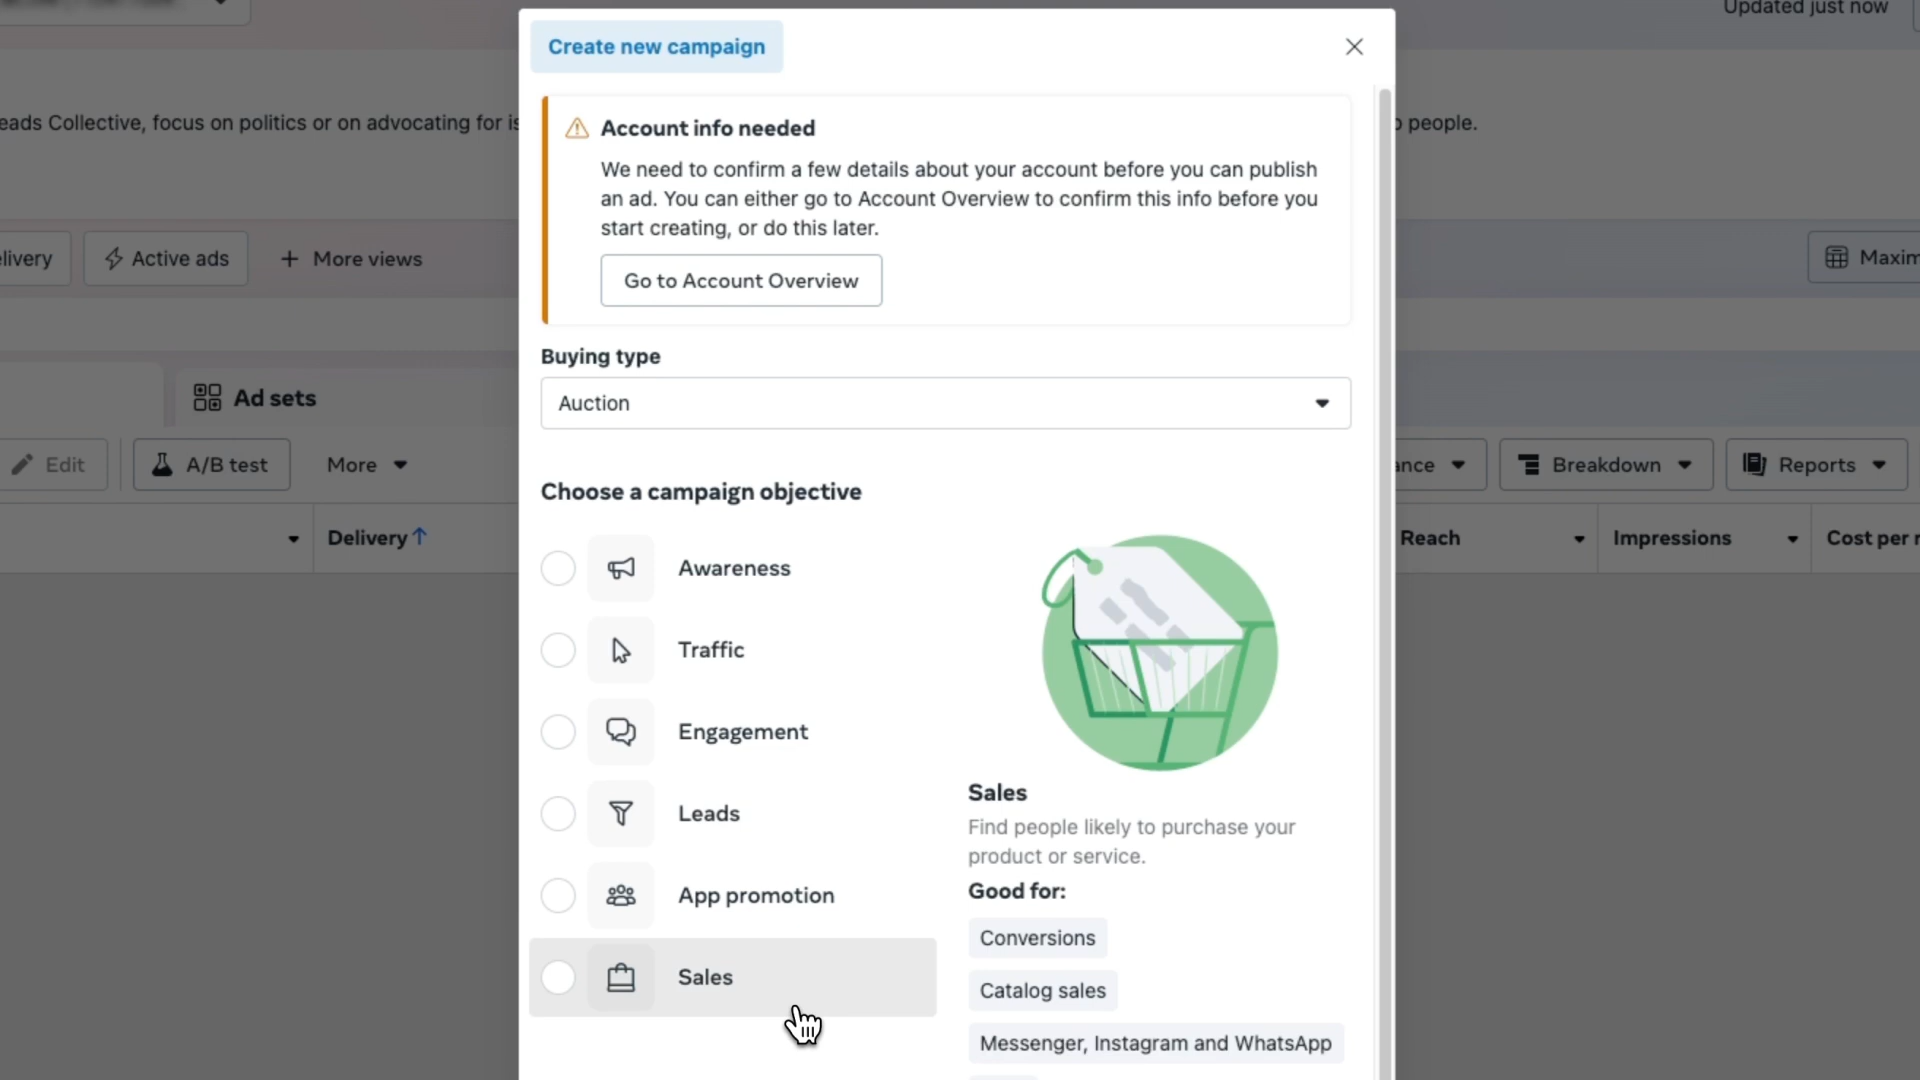 Updated just now
Create new campaign
eads Collective, focus on politics or on advocating for is
people.
Account info needed
We need to confirm a few details about your account before you can publish
an ad. You can either go to Account Overview to confirm this info before you
start creating, or do this later.
Go to Account Overview
elivery
Active ads
+ More views
Maxim
Buying type
Auction
Ad sets
Edit
A/B test
More
ance
Breakdown
Reports
Choose a campaign objective
Delivery↑
Reach
Impressions
Cost per r
Awareness
Traffic
Engagement
Leads
App promotion
Sales
Sales
Find people likely to purchase your
product or service.
Good for:
Conversions
Catalog sales
Messenger, Instagram and WhatsApp